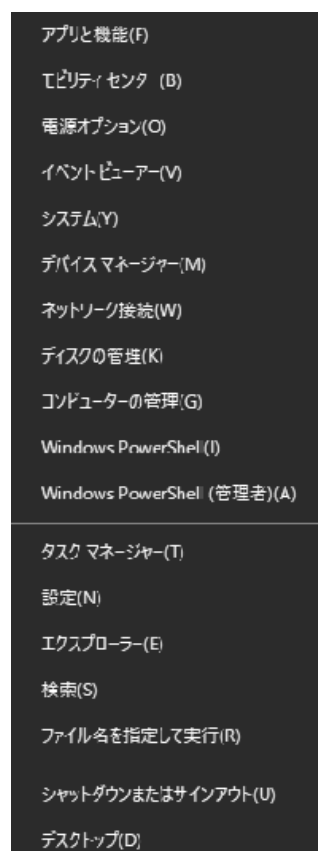 アプリと機能(F)
モビリティ センター(B)
電源オプション(O)
イベント ビューアー(V)
システム(Y)
デバイス マネージャー(M)
ネットワーク接続(W)
ディスクの管理(K)
コンピューターの管理(G)
Windows PowerShell(I)
Windows PowerShell (管理者)(A)
タスク マネージャー(T)
設定(N)
エクスプローラー(E)
検索(S)
ファイル名を指定して実行(R)
シャットダウンまたはサインアウト(U)
デスクトップ(D)